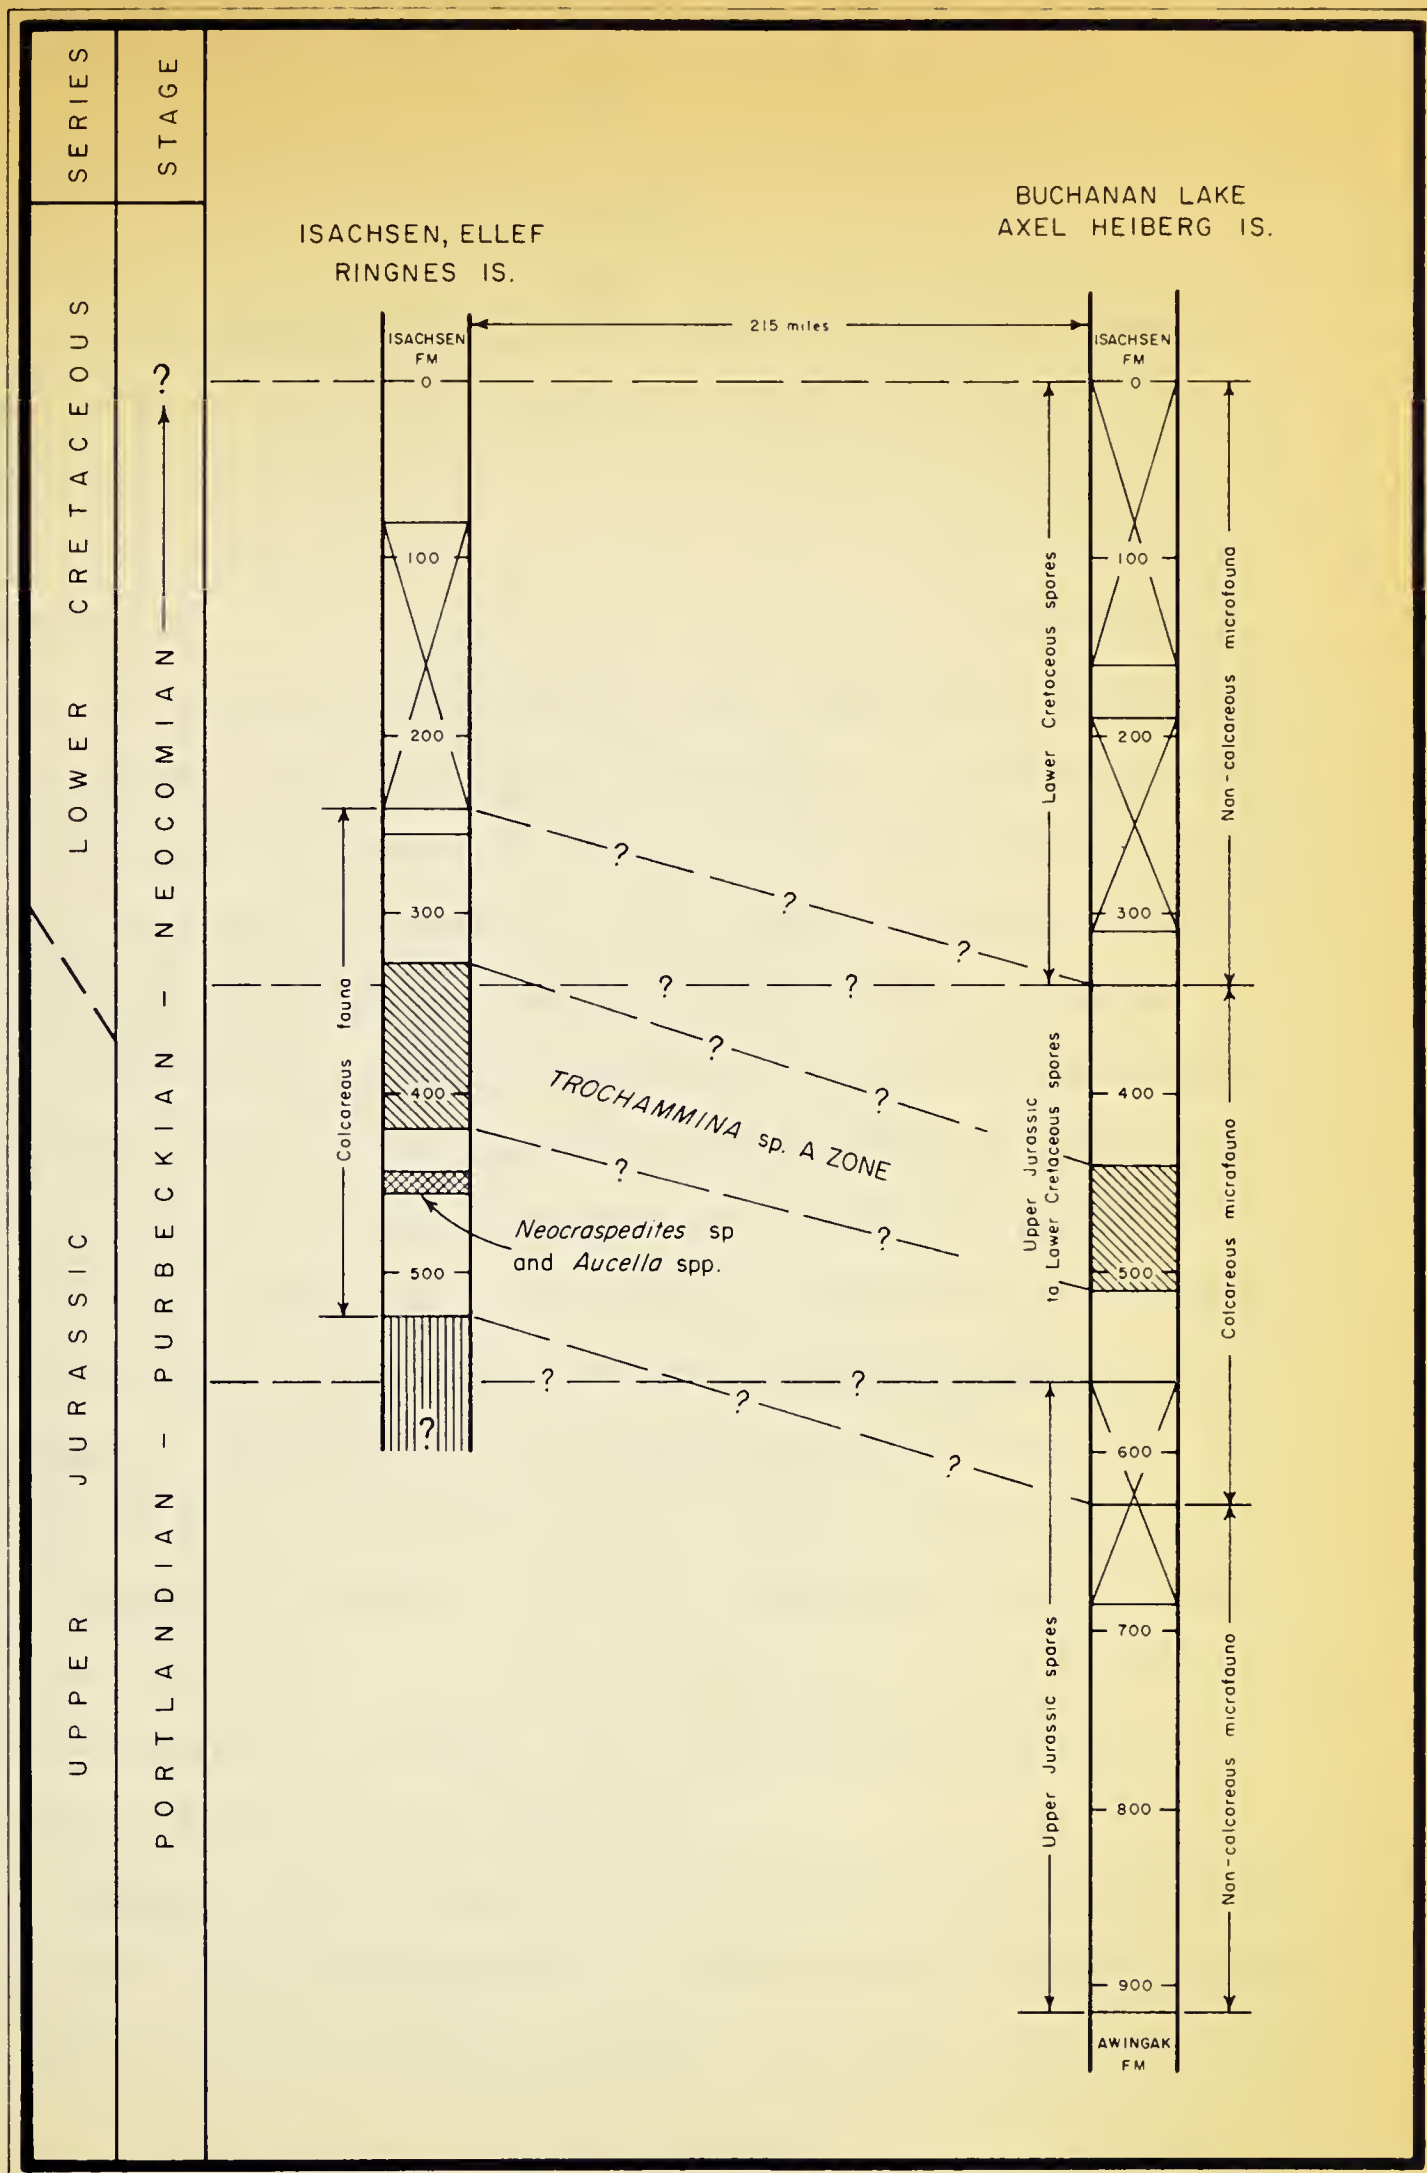 SERIES
STAGE
LOWER CRETACEOUS
UPPER JURASSIC
PORTLANDIAN - PURBECKIAN - NEOCOMIAN ?
ISACHSEN, ELLEF
RINGNES IS.
BUCHANAN LAKE
AXEL HEIBERG IS.
215 miles
ISACHSEN
FM
0
100
200
300
400
500
?
Calcareous fauna
? ? ?
? ?
? ?
TROCHAMMINA sp. A ZONE
? ?
Neocraspedites sp
and Aucella spp.
? ?
? ?
Lower Cretaceous spores
Upper Jurassic
to Lower Cretaceous spores
Upper Jurassic spores
ISACHSEN
FM
0
100
200
300
400
500
600
700
800
900
AWINGAK
FM
Non-calcareous microfauna
Calcareous microfauna
Non-calcareous microfauna